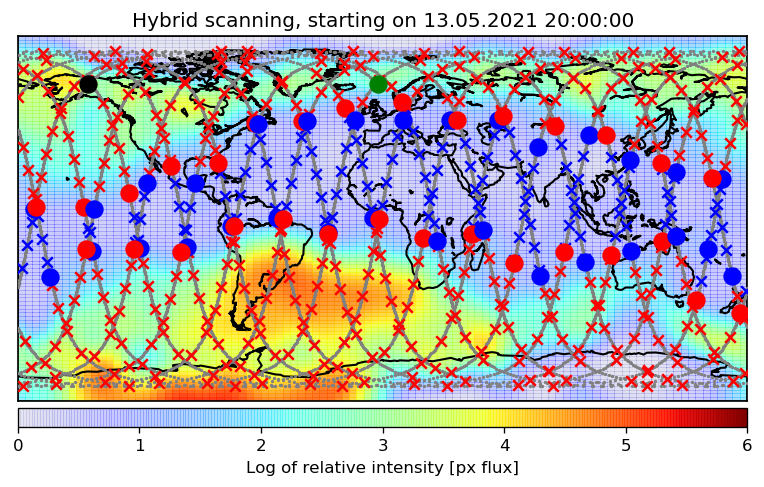 Hybrid scanning, starting on 13.05.2021 20:00:00
0 1 2 3 4 5 6
Log of relative intensity [px flux]